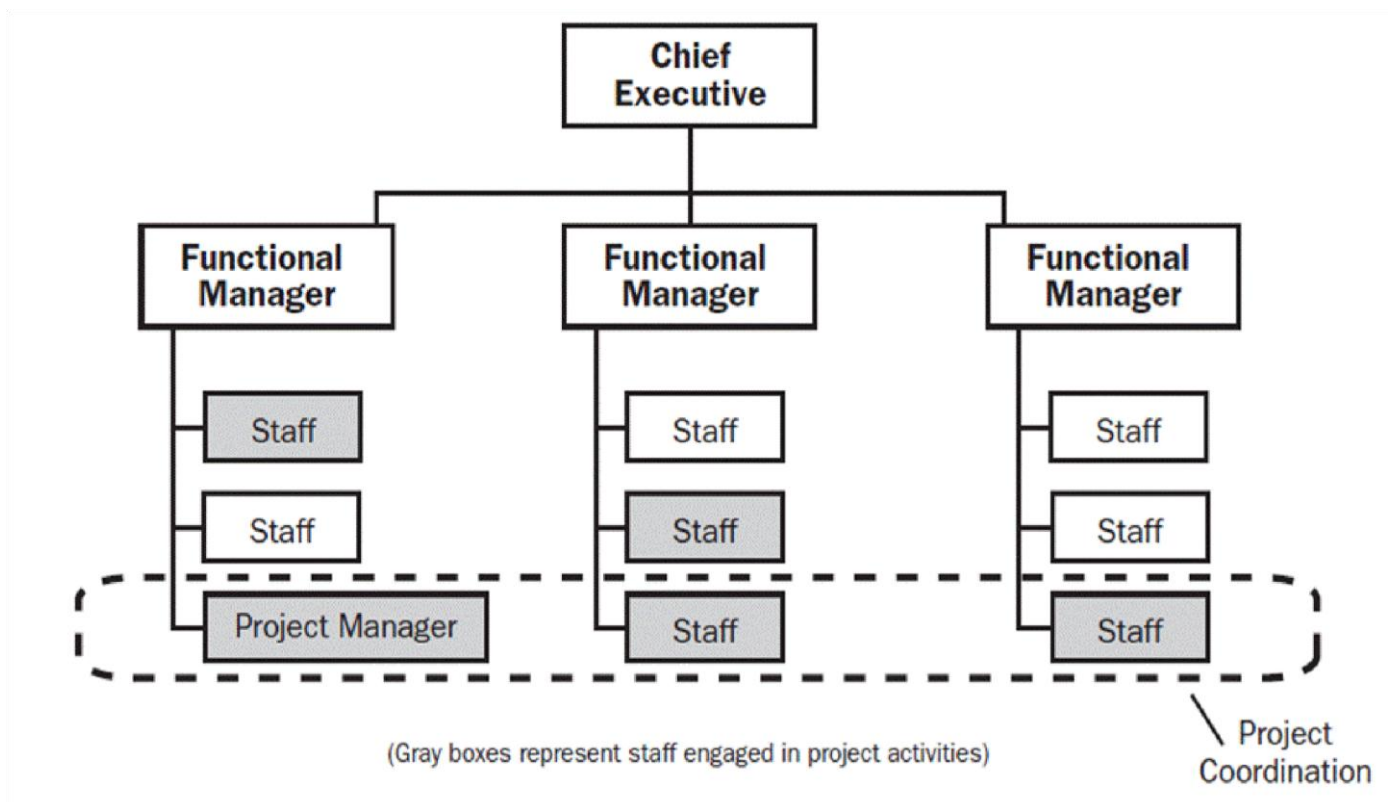 Chief
Executive
Functional
Manager
Functional
Manager
Functional
Manager
Staff
Staff
Staff
Staff
Staff
Staff
Project Manager
Staff
Staff
(Gray boxes represent staff engaged in project activities)
Project
Coordination